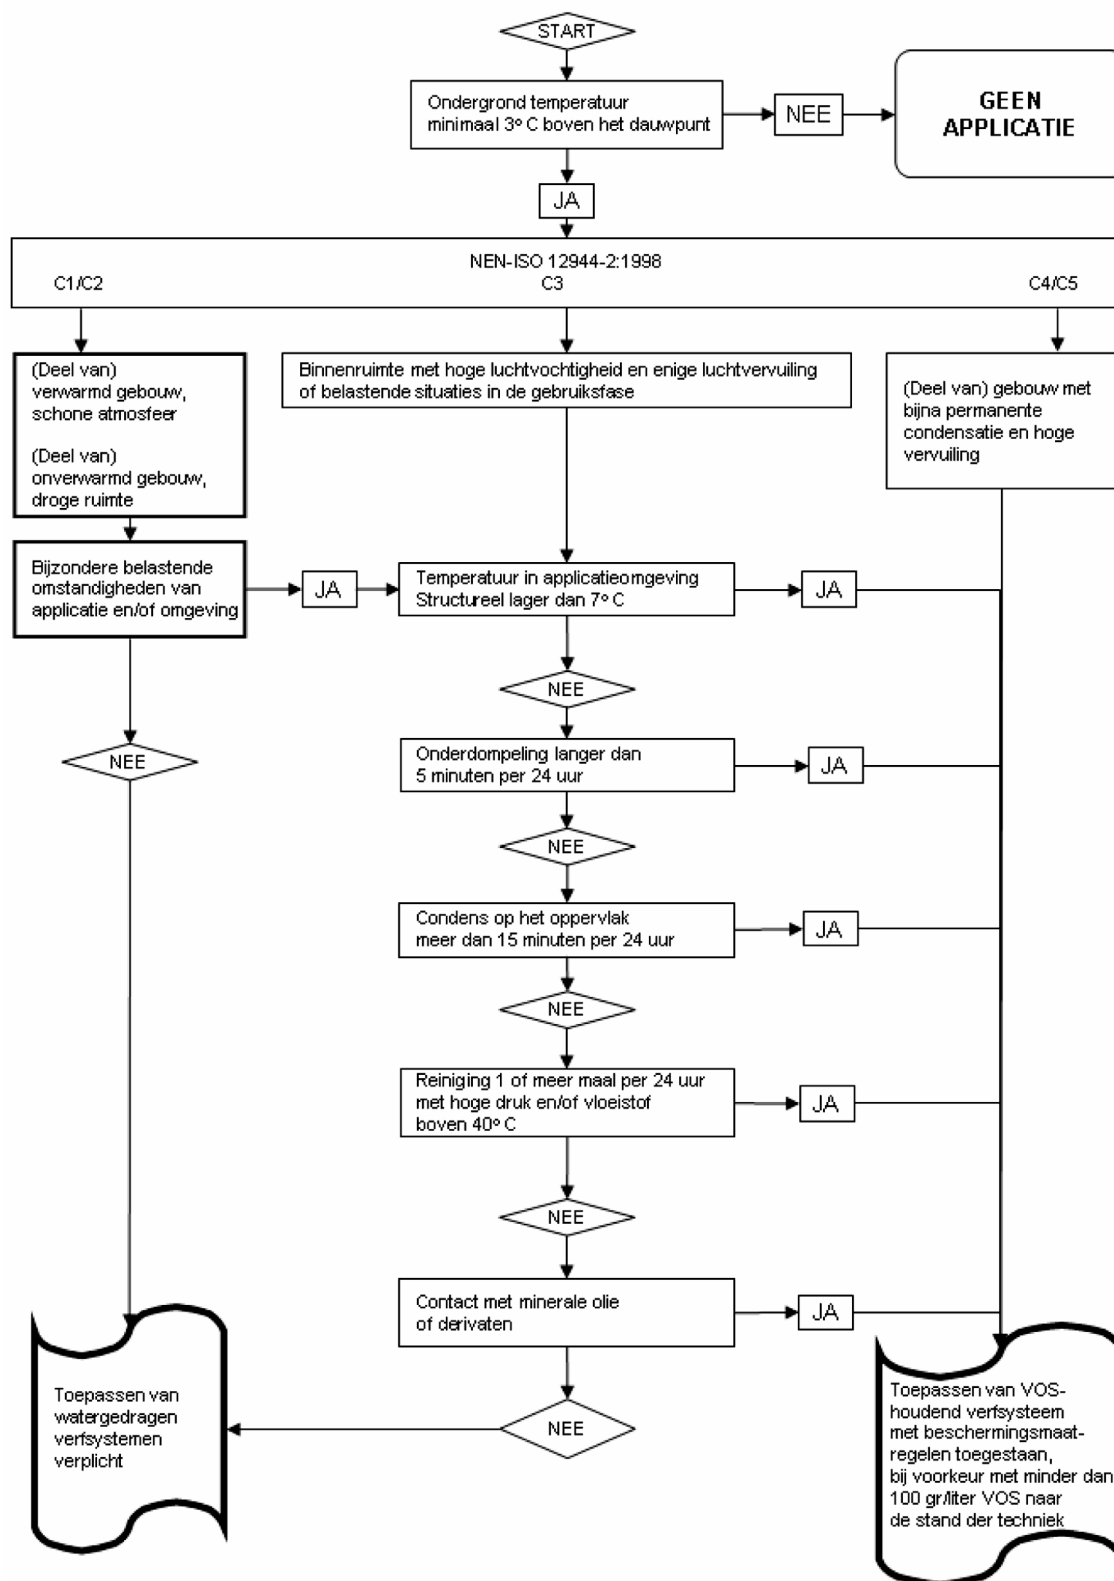 START
Ondergrond temperatuur
minimaal 3º C boven het dauwpunt
NEE
GEEN
APPLICATIE
JA
NEN-ISO 12944-2:1998
C1/C2
C3
C4/C5
(Deel van)
verwarmd gebouw,
schone atmosfeer
(Deel van)
onverwarmd gebouw,
droge ruimte
Binnenruimte met hoge luchtvochtigheid en enige luchtvervuiling
of belastende situaties in de gebruiksfase
(Deel van) gebouw met
bijna permanente
condensatie en hoge
vervuiling
Bijzondere belastende
omstandigheden van
applicatie en/of omgeving
JA
Temperatuur in applicatieomgeving
Structureel lager dan 7º C
JA
NEE
NEE
Onderdompeling langer dan
5 minuten per 24 uur
JA
NEE
Condens op het oppervlak
meer dan 15 minuten per 24 uur
JA
NEE
Reiniging 1 of meer maal per 24 uur
met hoge druk en/of vloeistof
boven 40º C
JA
NEE
Contact met minerale olie
of derivaten
JA
NEE
Toepassen van
watergedragen
verfsystemen
verplicht
Toepassen van VOS-
houdend verfsysteem
met beschermingsmaat-
regelen toegestaan,
bij voorkeur met minder dan
100 gr/liter VOS naar
de stand der techniek